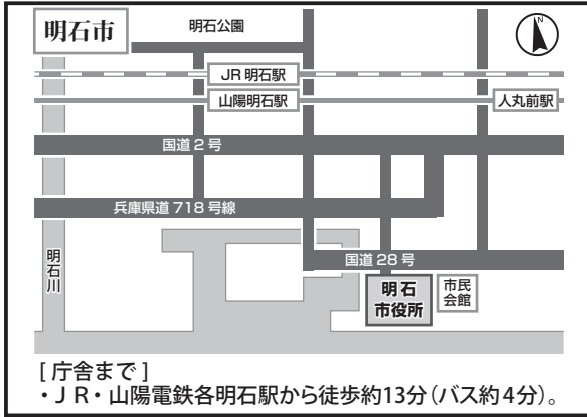 明石市
明石公園
N
JR 明石駅
山陽明石駅
人丸前駅
国道 2 号
兵庫県道 718 号線
明石川
国道 28 号
明石
市役所
市民
会館
[ 庁舎まで ]
・ＪＲ・山陽電鉄各明石駅から徒歩約13分（バス約４分）。